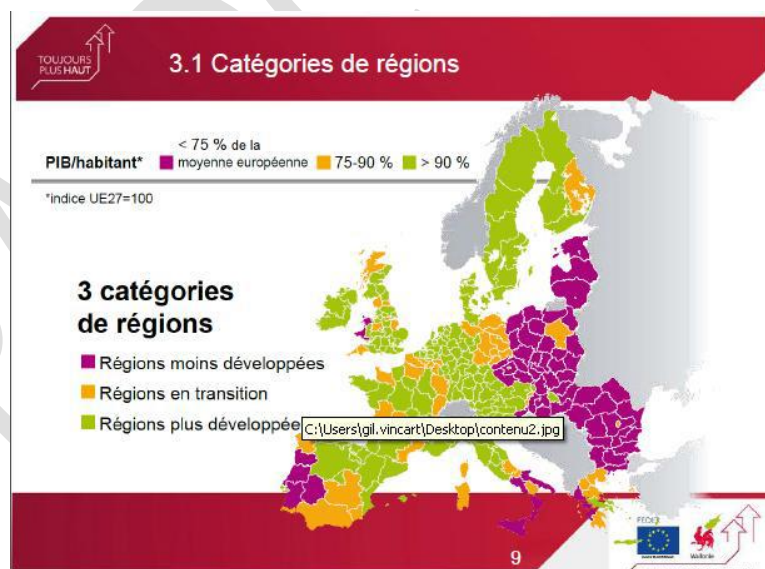 TOUJOURS
PLUS HAUT
3.1 Catégories de régions
< 75 % de la
PIB/habitant* moyenne européenne 75-90 % > 90 %
*indice UE27=100
3 catégories
de régions
Régions moins développées
Régions en transition
Régions plus développée
C:\Users\gil.vincart\Desktop\contenu2.jpg
9
Wallonie